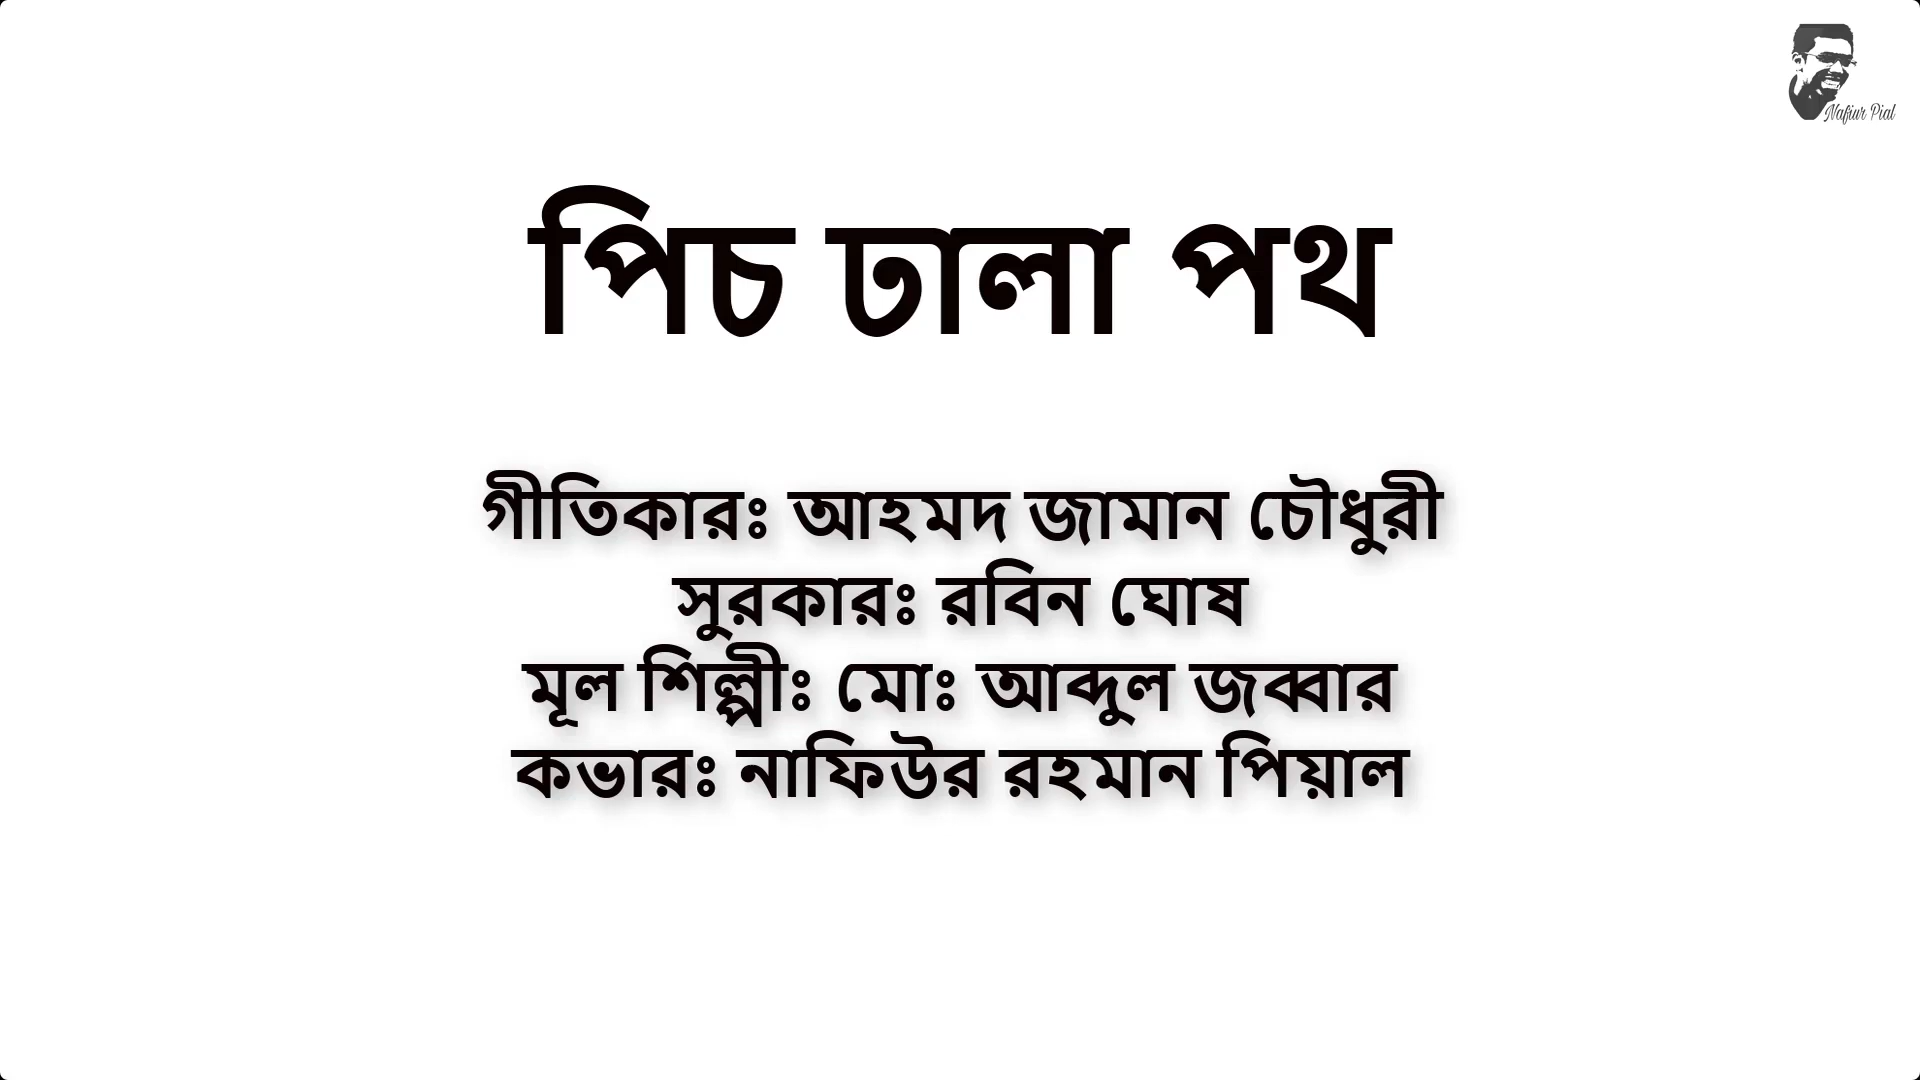 Nafiur Pial
পিচ ঢালা পথ
গীতিকারঃ আহমদ জামান চৌধুরী
সুরকারঃ রবিন ঘোষ
মূল শিল্পীঃ মোঃ আব্দুল জব্বার
কভারঃ নাফিউর রহমান পিয়াল